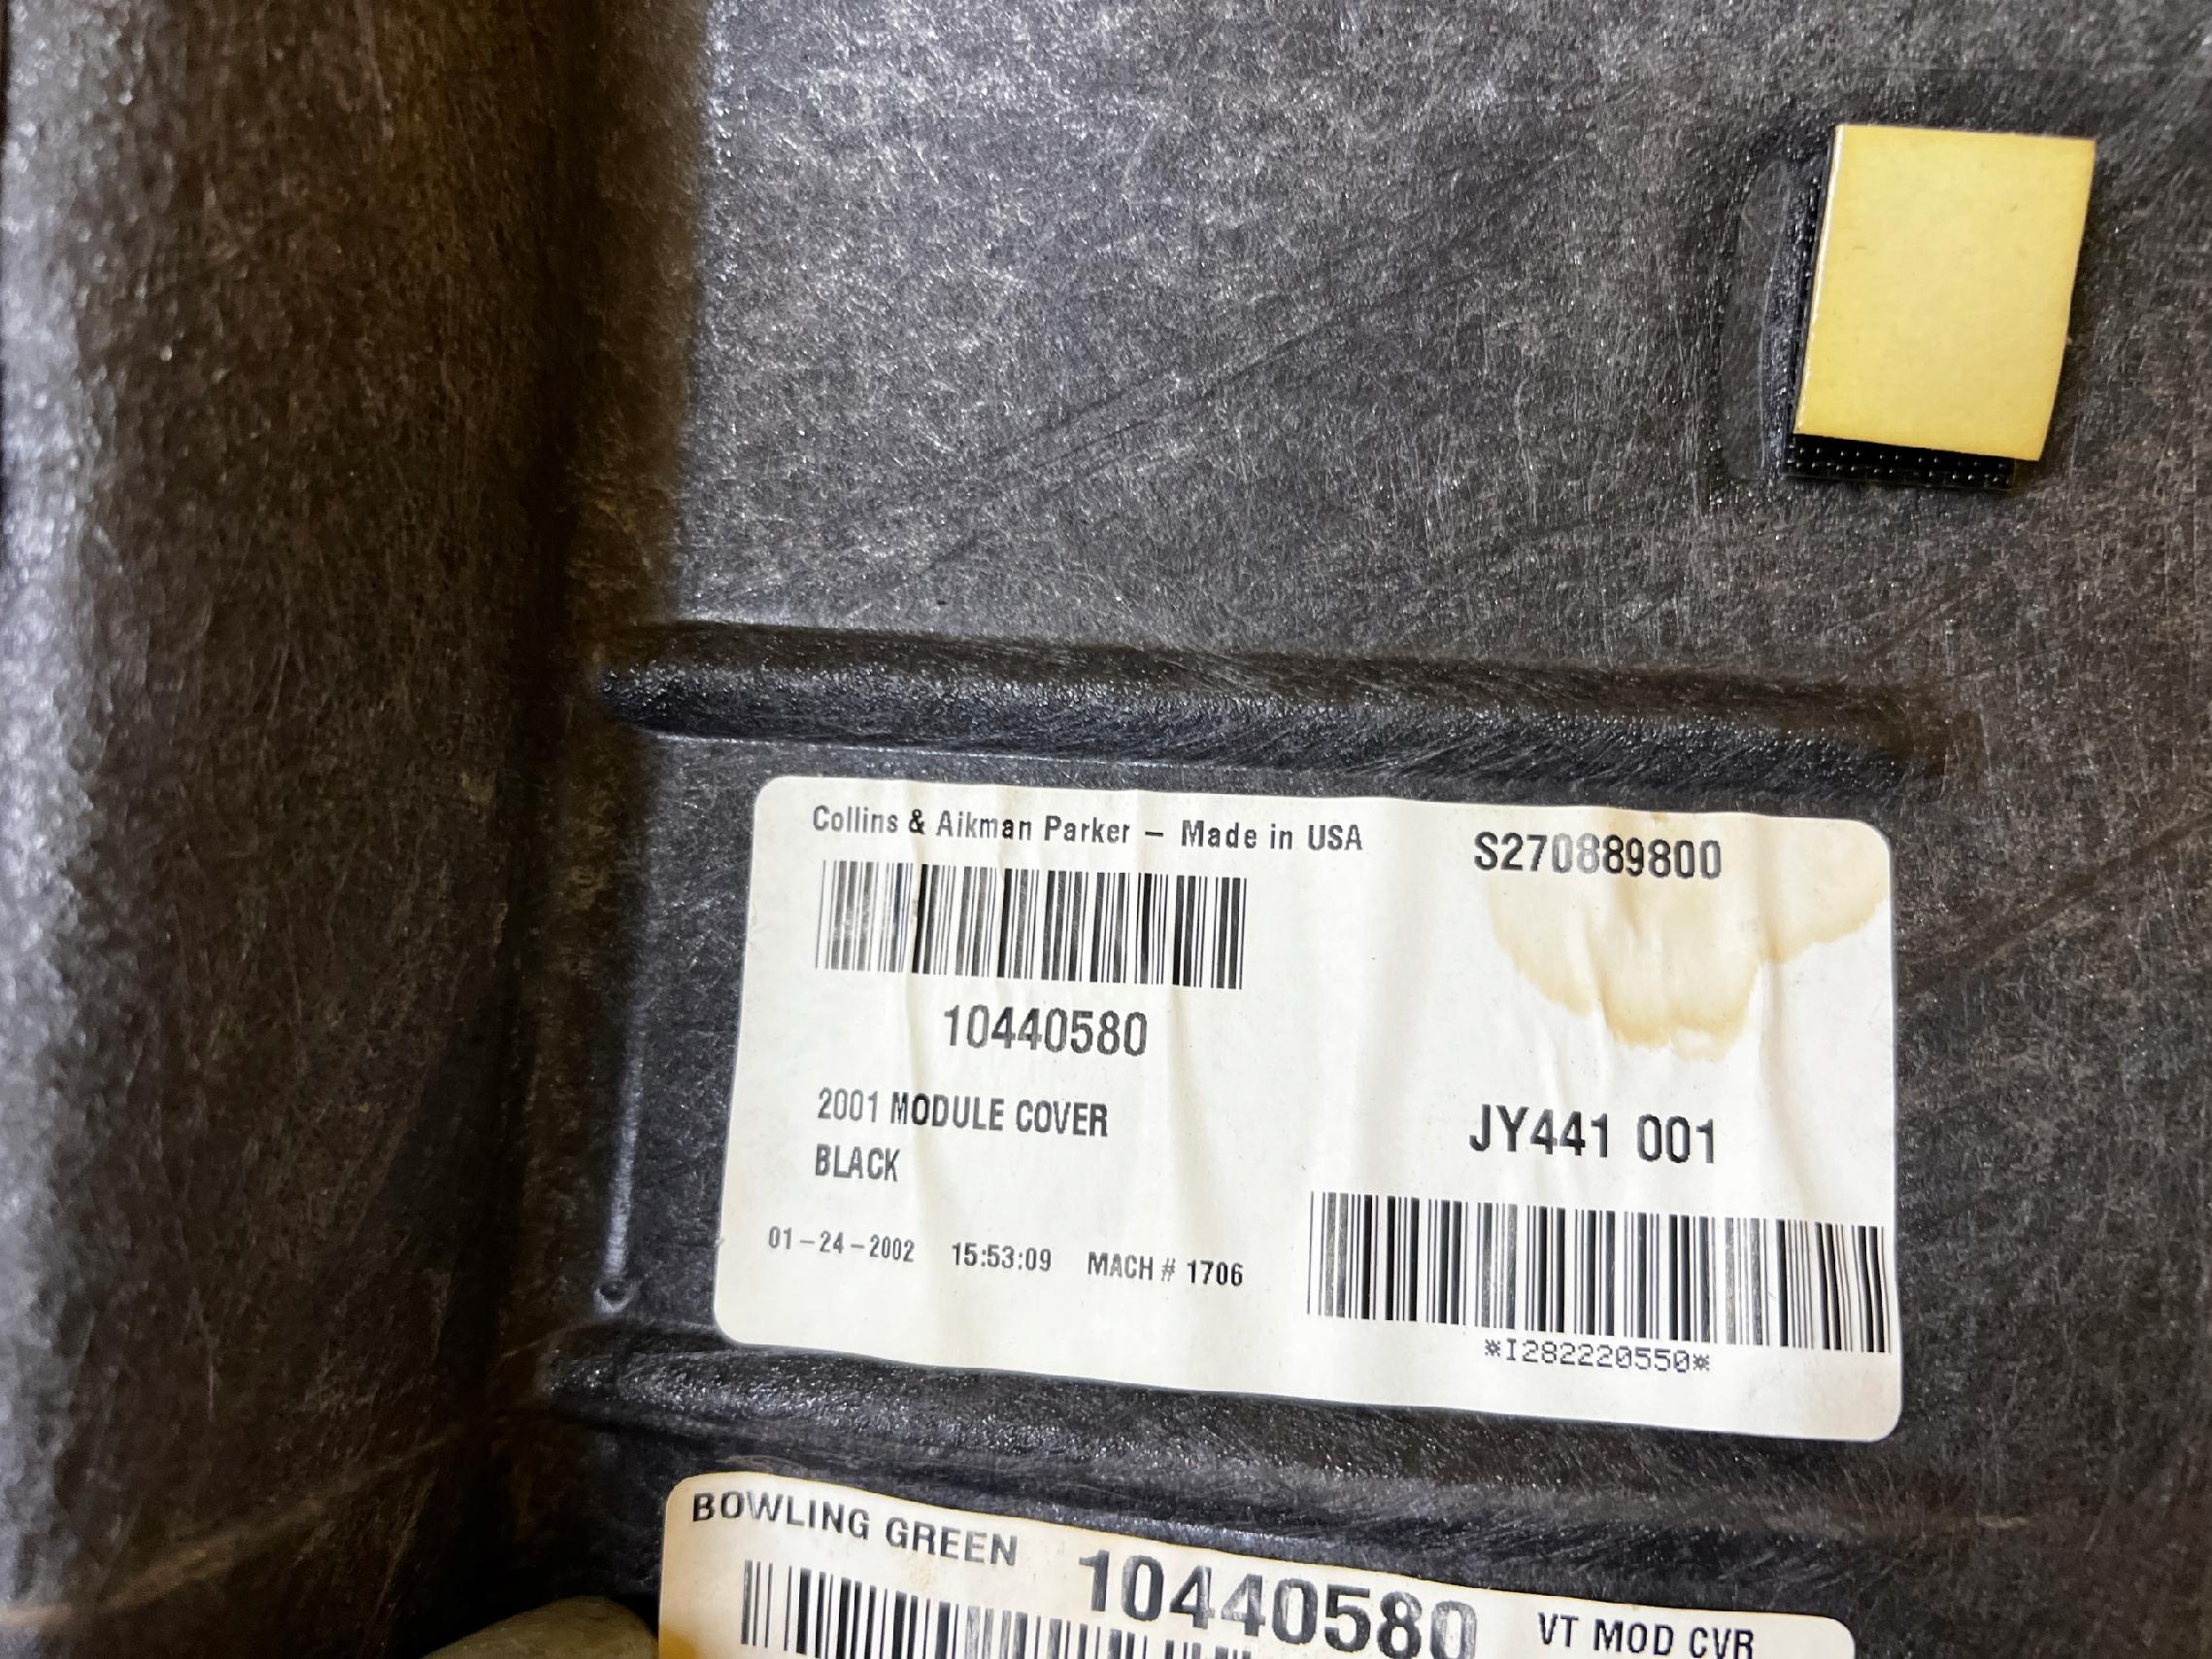 Collins & Aikman Parker – Made in USA
S270889800
10440580
2001 MODULE COVER
BLACK
JY441 001
01-24-2002 15:53:09 MACH # 1706
*I282220550*
BOWLING GREEN 10440580 VT MOD CVR